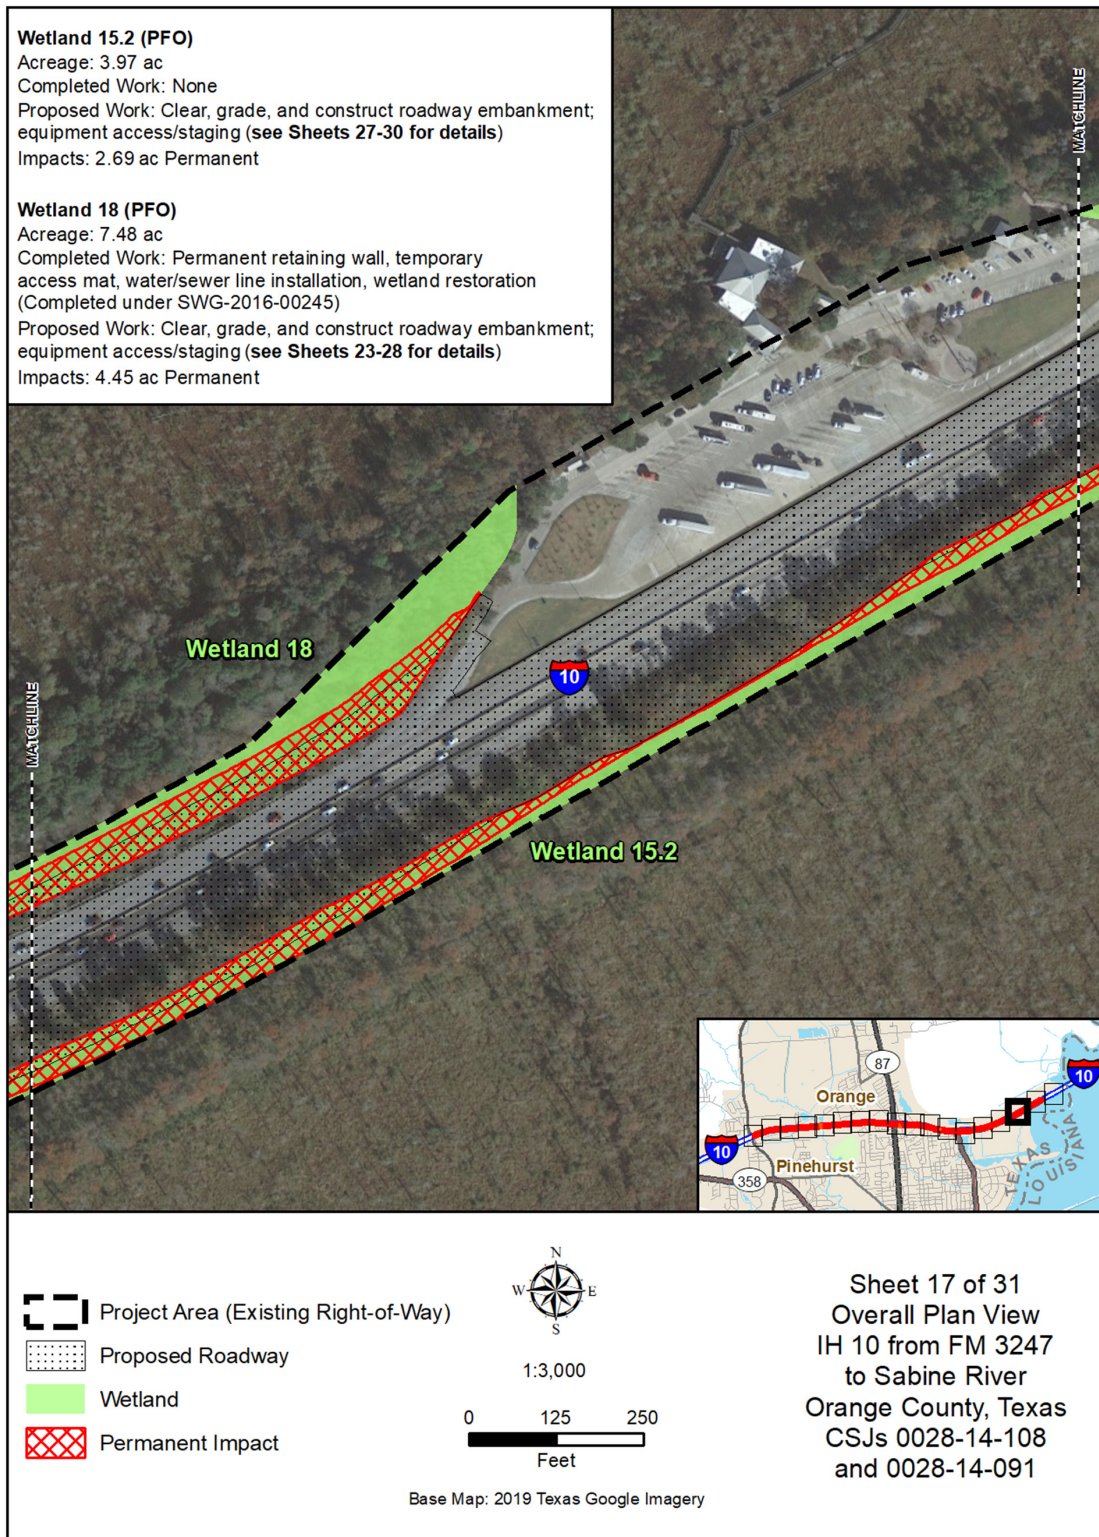 Wetland 15.2 (PFO)
Acreage: 3.97 ac
Completed Work: None
Proposed Work: Clear, grade, and construct roadway embankment;
equipment access/staging (see Sheets 27-30 for details)
Impacts: 2.69 ac Permanent
Wetland 18 (PFO)
Acreage: 7.48 ac
Completed Work: Permanent retaining wall, temporary
access mat, water/sewer line installation, wetland restoration
(Completed under SWG-2016-00245)
Proposed Work: Clear, grade, and construct roadway embankment;
equipment access/staging (see Sheets 23-28 for details)
Impacts: 4.45 ac Permanent
MATCHLINE
Wetland 18
10
MATCHLINE
Wetland 15.2
87
10
Orange
10
Pinehurst
358
TEXAS
LOUISIANA
Project Area (Existing Right-of-Way)
Proposed Roadway
Wetland
Permanent Impact
N
W E
S
1:3,000
0 125 250
Feet
Base Map: 2019 Texas Google Imagery
Sheet 17 of 31
Overall Plan View
IH 10 from FM 3247
to Sabine River
Orange County, Texas
CSJs 0028-14-108
and 0028-14-091